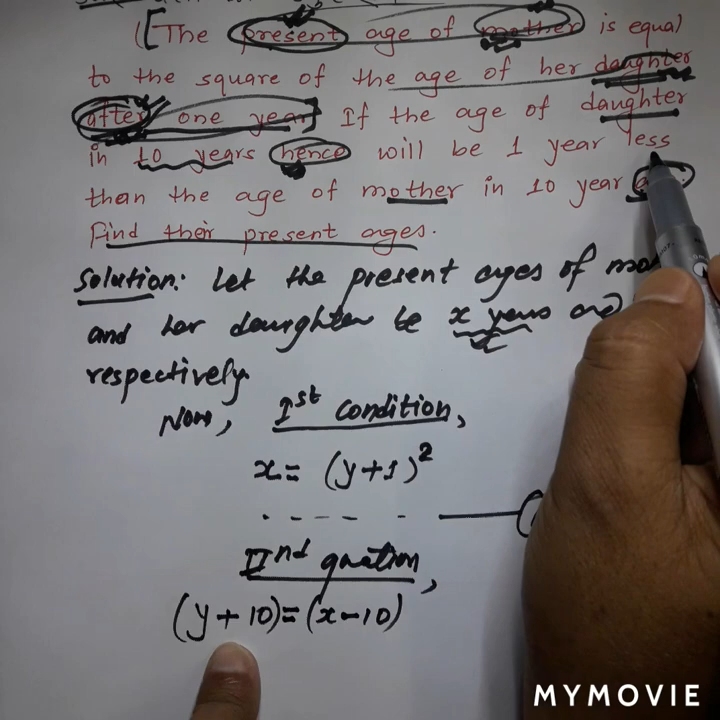 ([The present age of mother is equal
to the square of the age of her daughter
after one year] If the age of daughter
in 10 years hence will be 1 year less
than the age of mother in 10 year
Find their present ages.
Solution: Let the present ages of
and her daughter be x years and
respectively.
Now, Ist condition,
x = (y+1)²
IInd quation,
(y + 10) = (x - 10)
MYMOVIE